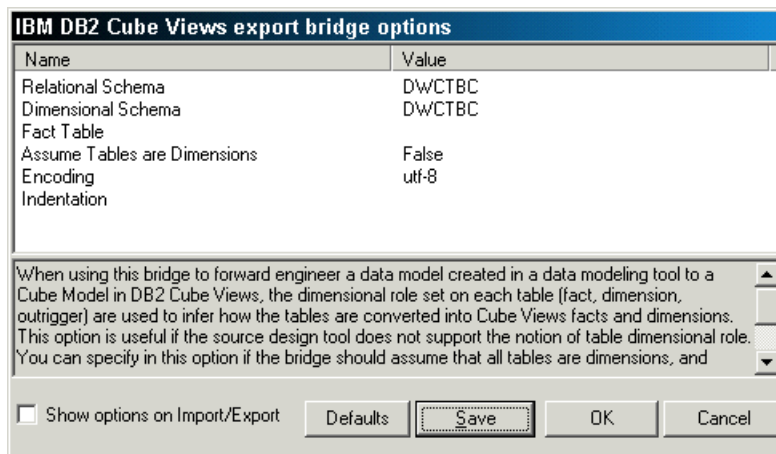 IBM DB2 Cube Views export bridge options
Name Value
Relational Schema DWCTBC
Dimensional Schema DWCTBC
Fact Table
Assume Tables are Dimensions False
Encoding utf-8
Indentation
When using this bridge to forward engineer a data model created in a data modeling tool to a
Cube Model in DB2 Cube Views, the dimensional role set on each table (fact, dimension,
outrigger) are used to infer how the tables are converted into Cube Views facts and dimensions.
This option is useful if the source design tool does not support the notion of table dimensional role.
You can specify in this option if the bridge should assume that all tables are dimensions, and
Show options on Import/Export Defaults Save OK Cancel